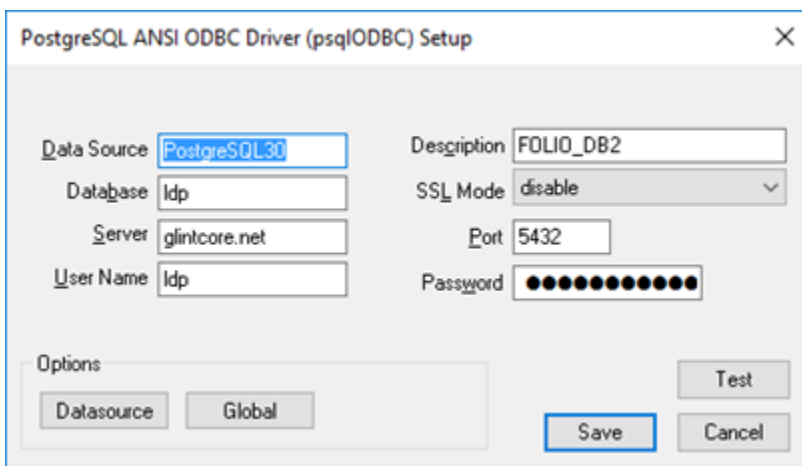 PostgreSQL ANSI ODBC Driver (psqlODBC) Setup
Data Source PostgreSQL30
Description FOLIO_DB2
Database ldp
SSL Mode disable
Server glintcore.net
Port 5432
User Name ldp
Password ●●●●●●●●●●●
Options
Datasource Global
Test
Save Cancel